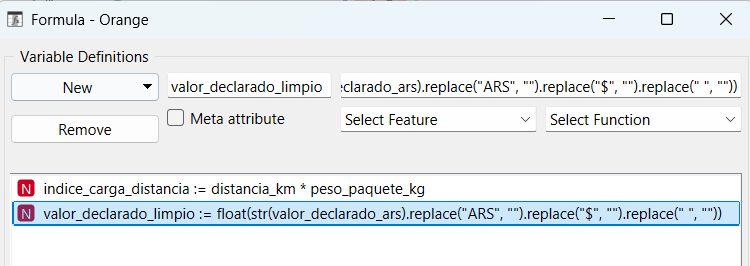 Formula - Orange
Variable Definitions
New
valor_declarado_limpio
clarado_ars).replace("ARS", "").replace("$", "").replace(" ", ""))
Remove
Meta attribute
Select Feature
Select Function
N indice_carga_distancia := distancia_km * peso_paquete_kg
N valor_declarado_limpio := float(str(valor_declarado_ars).replace("ARS", "").replace("$", "").replace(" ", ""))